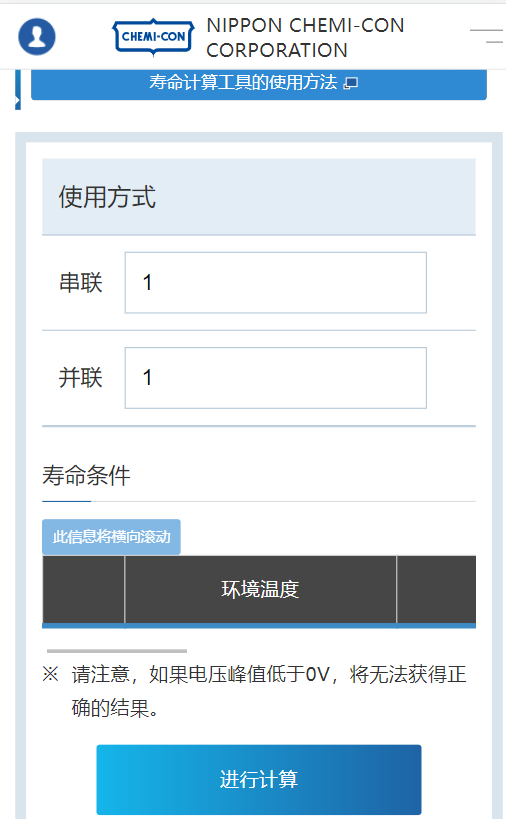 CHEMI-CON
NIPPON CHEMI-CON
CORPORATION
寿命计算工具的使用方法
使用方式
串联 1
并联 1
寿命条件
此信息将横向滚动
环境温度
※ 请注意，如果电压峰值低于0V，将无法获得正
确的结果。
进行计算